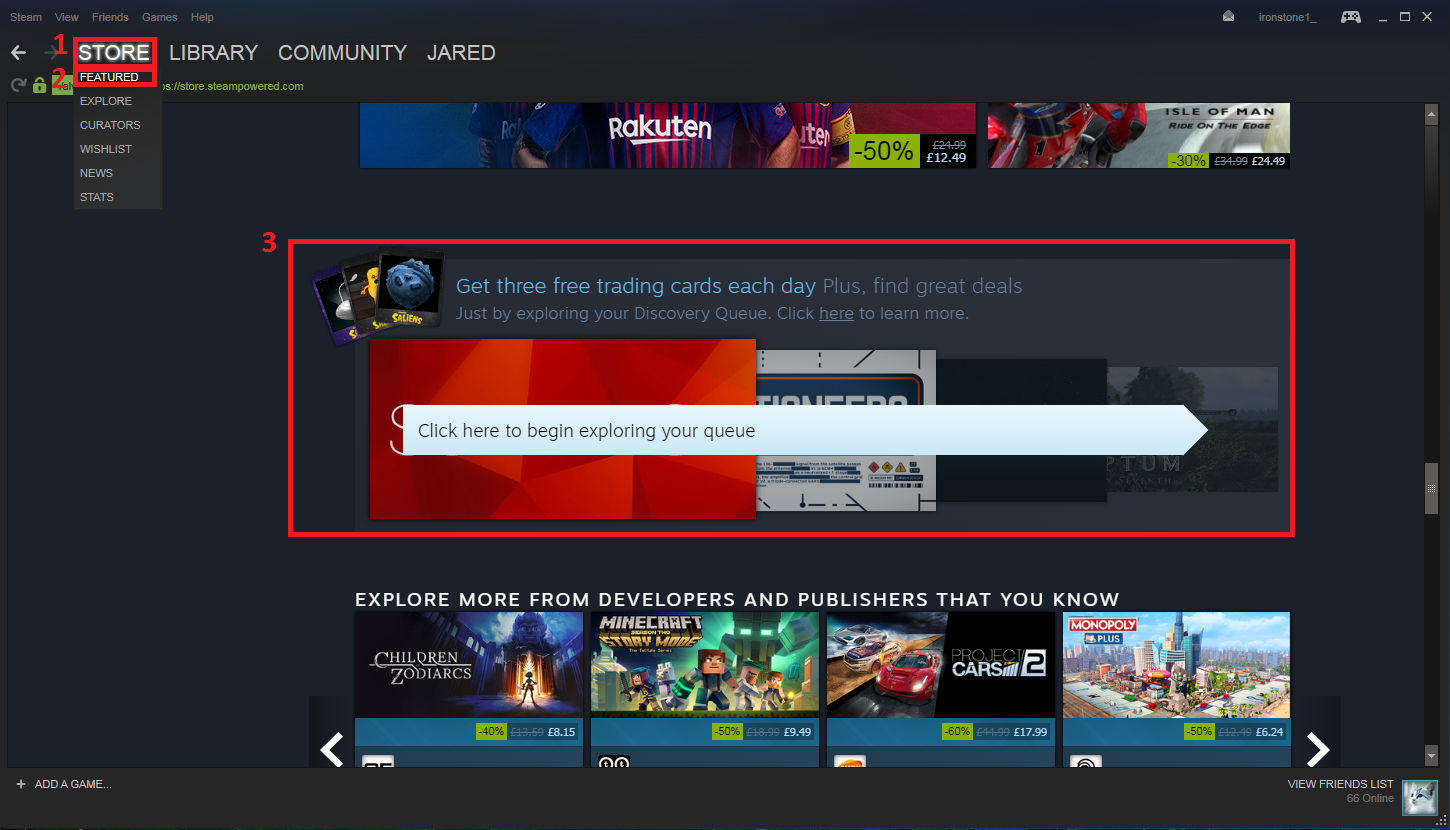 Steam View Friends Games Help
ironstone1_
1
STORE LIBRARY COMMUNITY JARED
2
FEATURED
ps://store.steampowered.com
EXPLORE
CURATORS
WISHLIST
NEWS
STATS
Rakuten
-50% £24.99 £12.49
ISLE OF MAN
RIDE ON THE EDGE
-30% £34.99 £24.49
3
Get three free trading cards each day Plus, find great deals
Just by exploring your Discovery Queue. Click here to learn more.
SALIENS
Click here to begin exploring your queue
EXPLORE MORE FROM DEVELOPERS AND PUBLISHERS THAT YOU KNOW
CHILDREN OF ZODIARCS
MINECRAFT
STORY MODE
SEASON TWO
The Telltale Series
PROJECT CARS 2
MONOPOLY
PLUS
-40% £13.59 £8.15
-50% £18.99 £9.49
-60% £44.99 £17.99
-50% £12.49 £6.24
+ ADD A GAME...
VIEW FRIENDS LIST
66 Online